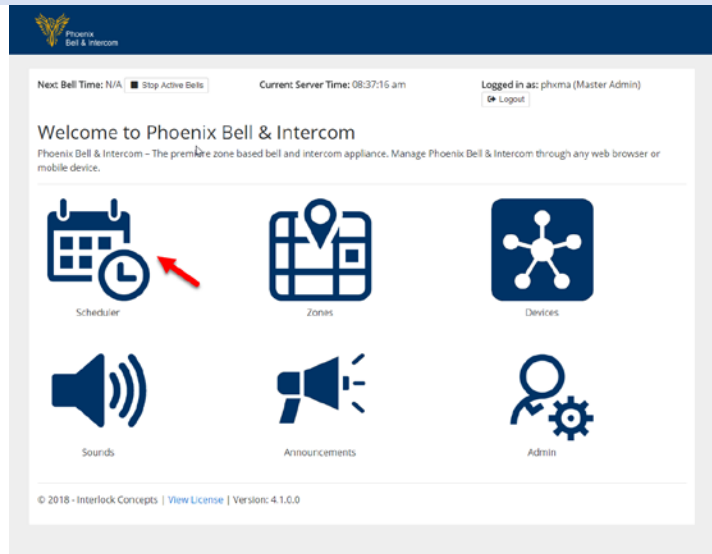 Phoenix
Bell & Intercom
Next Bell Time: N/A Stop Active Bells Current Server Time: 08:37:16 am Logged in as: phxma (Master Admin)
Logout
Welcome to Phoenix Bell & Intercom
Phoenix Bell & Intercom – The premiere zone based bell and intercom appliance. Manage Phoenix Bell & Intercom through any web browser or
mobile device.
Scheduler Zones Devices
Sounds Announcements Admin
© 2018 - Interlock Concepts | View License | Version: 4.1.0.0